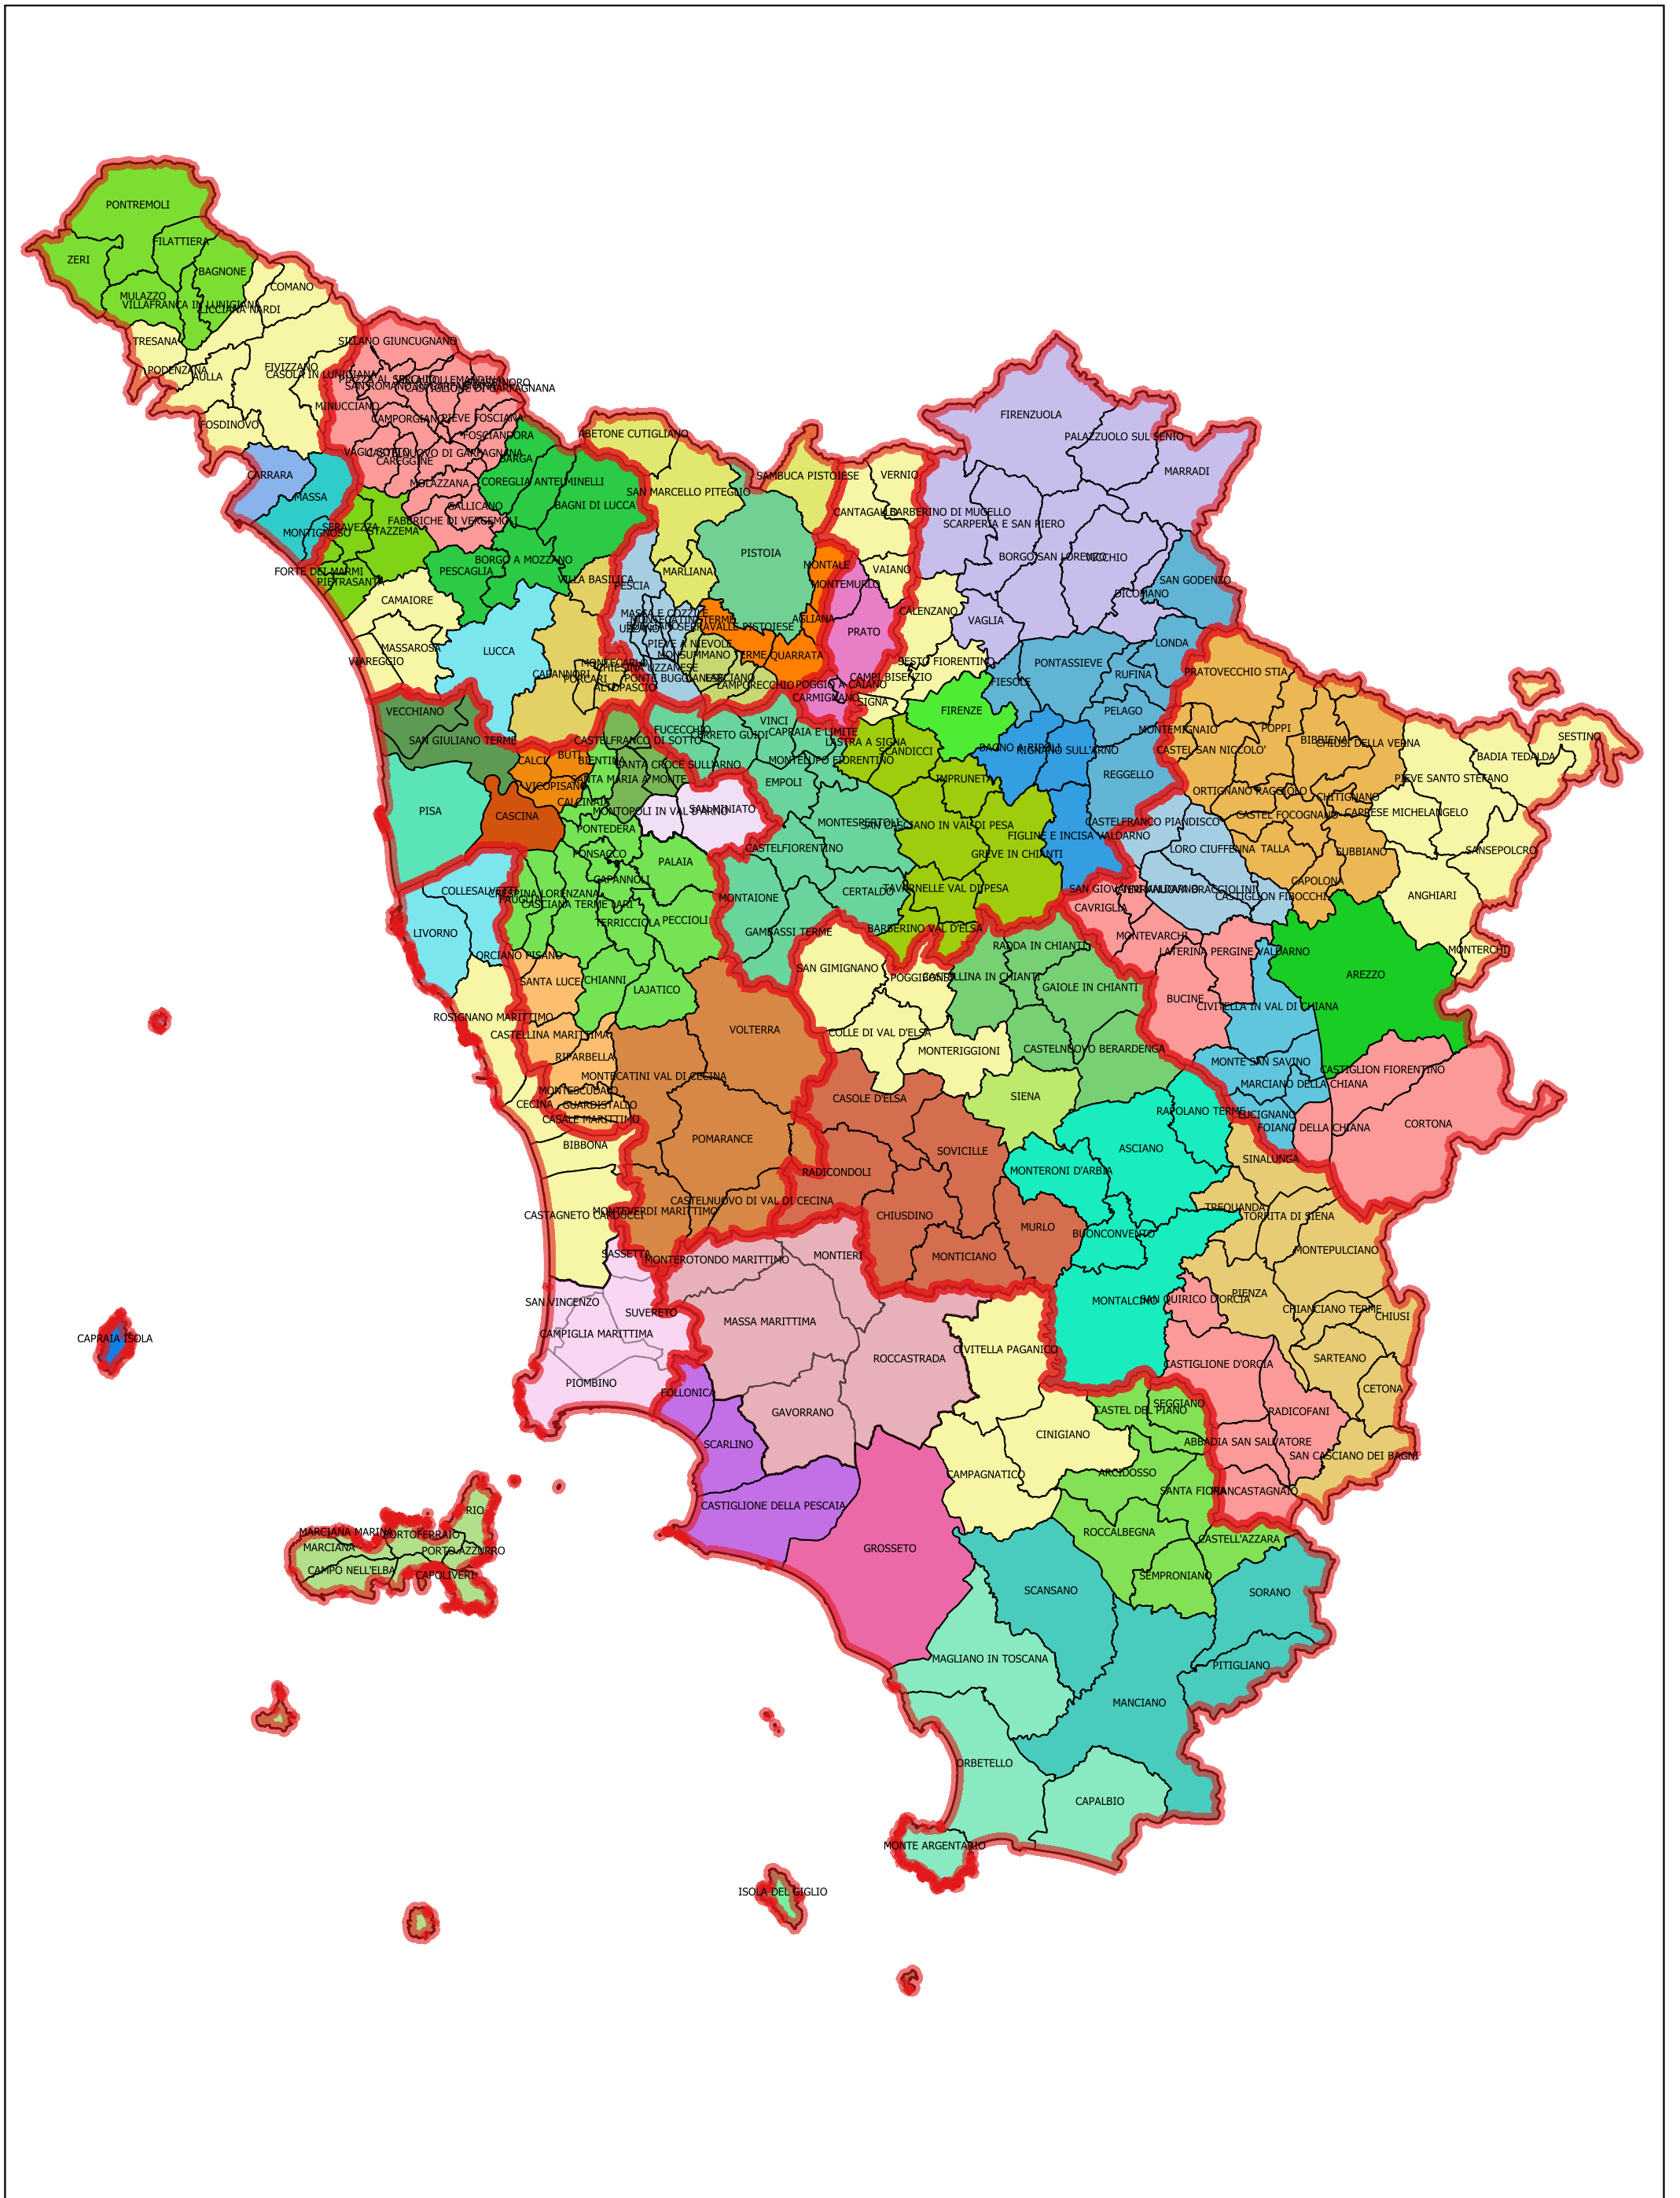 PONTREMOLI
FILATTIERA
ZERI
BAGNONE
COMANO
MULAZZO
VILLAFRANCA IN LUNIGIANA
LICCIANA NARDI
TRESANA
SILLANO GIUNCUGNANO
FIVIZZANO
PODENZANA
CASOLA IN LUNIGIANA
AULLA
MINUCCIANO
FIRENZUOLA
CAMPORGIANO
PIEVE FOSCIANA
FOSDINOVO
ABETONE CUTIGLIANO
FOSCIANDORA
PALAZZUOLO SUL SENIO
CAREGGINE
BARGA
MARRADI
CARRARA
VERNIO
SAMBUCA PISTOIESE
COREGLIA ANTELMINELLI
MOLAZZANA
SAN MARCELLO PITEGLIO
MASSA
GALLICANO
BAGNI DI LUCCA
CANTAGALLO
BARBERINO DI MUGELLO
FABBRICHE DI VERGEMOLI
SCARPERIA E SAN PIERO
SERAVEZZA
STAZZEMA
MONTIGNOSO
PISTOIA
BORGO SAN LORENZO
VICCHIO
BORGO A MOZZANO
MONTALE
FORTE DEI MARMI
PESCAGLIA
MARLIANA
VAIANO
PIETRASANTA
VILLA BASILICA
SAN GODENZO
PESCIA
MONTEMURLO
DICOMANO
CAMAIORE
CALENZANO
MASSA E COZZILE
AGLIANA
VAGLIA
PRATO
MASSAROSA
PIEVE A NIEVOLE
LUCCA
LONDA
VIAREGGIO
SESTO FIORENTINO
PONTASSIEVE
CAPANNORI
PRATOVECCHIO STIA
RUFINA
PORCARI
CAMPI BISENZIO
FIESOLE
ALTOPASCIO
LAMPORECCHIO
POGGIO A CAIANO
CARMIGNANO
SIGNA
VECCHIANO
FIRENZE
PELAGO
VINCI
FUCECCHIO
MONTEMIGNAIO
POPPI
CERRETO GUIDI
CAPRAIA E LIMITE
SESTINO
SAN GIULIANO TERME
CASTELFRANCO DI SOTTO
LASTRA A SIGNA
BIBBIENA
CHIUSI DELLA VERNA
SCANDICCI
BAGNO A RIPOLI
RIGNANO SULL'ARNO
CASTEL SAN NICCOLO'
BUTI
BADIA TEDALDA
CALCI
BIENTINA
SANTA CROCE SULL'ARNO
MONTELUPO FIORENTINO
REGGELLO
SANTA MARIA A MONTE
IMPRUNETA
PIEVE SANTO STEFANO
EMPOLI
VICOPISANO
ORTIGNANO RAGGIOLO
CHITIGNANO
CALCINAIA
PISA
MONTOPOLI IN VAL D'ARNO
SAN MINIATO
CASTEL FOCOGNANO
CAPRESE MICHELANGELO
CASCINA
MONTESPERTOLI
SAN CASCIANO IN VAL DI PESA
CASTELFRANCO PIANDISCO
PONTEDERA
FIGLINE E INCISA VALDARNO
CASTELFIORENTINO
LORO CIUFFENNA
TALLA
SUBBIANO
SANSEPOLCRO
PONSACCO
GREVE IN CHIANTI
PALAIA
CAPANNOLI
CAPOLONA
COLLESALVETTI
CRESPINA LORENZANA
CERTALDO
TAVARNELLE VAL DI PESA
FAUGLIA
CASCIANA TERME LARI
MONTAIONE
CASTIGLION FIBOCCHI
ANGHIARI
CAVRIGLIA
TERRICCIOLA
PECCIOLI
LIVORNO
GAMBASSI TERME
BARBERINO VAL D'ELSA
MONTEVARCHI
RADDA IN CHIANTI
MONTERCHI
LATERINA PERGINE VALDARNO
ORCIANO PISANO
SAN GIMIGNANO
AREZZO
POGGIBONSI
CASTELLINA IN CHIANTI
SANTA LUCE
CHIANNI
GAIOLE IN CHIANTI
LAJATICO
BUCINE
CIVITELLA IN VAL DI CHIANA
ROSIGNANO MARITTIMO
VOLTERRA
COLLE DI VAL D'ELSA
CASTELLINA MARITTIMA
MONTERIGGIONI
CASTELNUOVO BERARDENGA
RIPARBELLA
MONTE SAN SAVINO
CASTIGLION FIORENTINO
MONTECATINI VAL DI CECINA
MARCIANO DELLA CHIANA
MONTESCUDAIO
CASOLE D'ELSA
SIENA
CECINA
GUARDISTALLO
RAPOLANO TERME
LUCIGNANO
CASALE MARITTIMO
CORTONA
FOIANO DELLA CHIANA
POMARANCE
BIBBONA
ASCIANO
SOVICILLE
SINALUNGA
RADICONDOLI
MONTERONI D'ARBIA
CASTELNUOVO DI VAL DI CECINA
TREQUANDA
MONTEVERDI MARITTIMO
CASTAGNETO CARDUCCI
CHIUSDINO
TORRITA DI SIENA
MURLO
BUONCONVENTO
MONTEPULCIANO
SASSETTA
MONTIERI
MONTICIANO
MONTEROTONDO MARITTIMO
PIENZA
SAN QUIRICO D'ORCIA
MONTALCINO
SAN VINCENZO
CHIANCIANO TERME
SUVERETO
CHIUSI
MASSA MARITTIMA
CAPRAIA ISOLA
CAMPIGLIA MARITTIMA
CIVITELLA PAGANICO
ROCCASTRADA
SARTEANO
CASTIGLIONE D'ORCIA
PIOMBINO
CETONA
FOLLONICA
SEGGIANO
CASTEL DEL PIANO
GAVORRANO
RADICOFANI
CINIGIANO
ABBADIA SAN SALVATORE
SCARLINO
SAN CASCIANO DEI BAGNI
ARCIDOSSO
CAMPAGNATICO
SANTA FIORA
PIANCASTAGNAIO
CASTIGLIONE DELLA PESCAIA
RIO
MARCIANA MARINA
PORTOFERRAIO
ROCCALBEGNA
CASTELL'AZZARA
MARCIANA
PORTO AZZURRO
GROSSETO
CAMPO NELL'ELBA
CAPOLIVERI
SEMPRONIANO
SCANSANO
SORANO
MAGLIANO IN TOSCANA
PITIGLIANO
MANCIANO
ORBETELLO
CAPALBIO
MONTE ARGENTARIO
ISOLA DEL GIGLIO